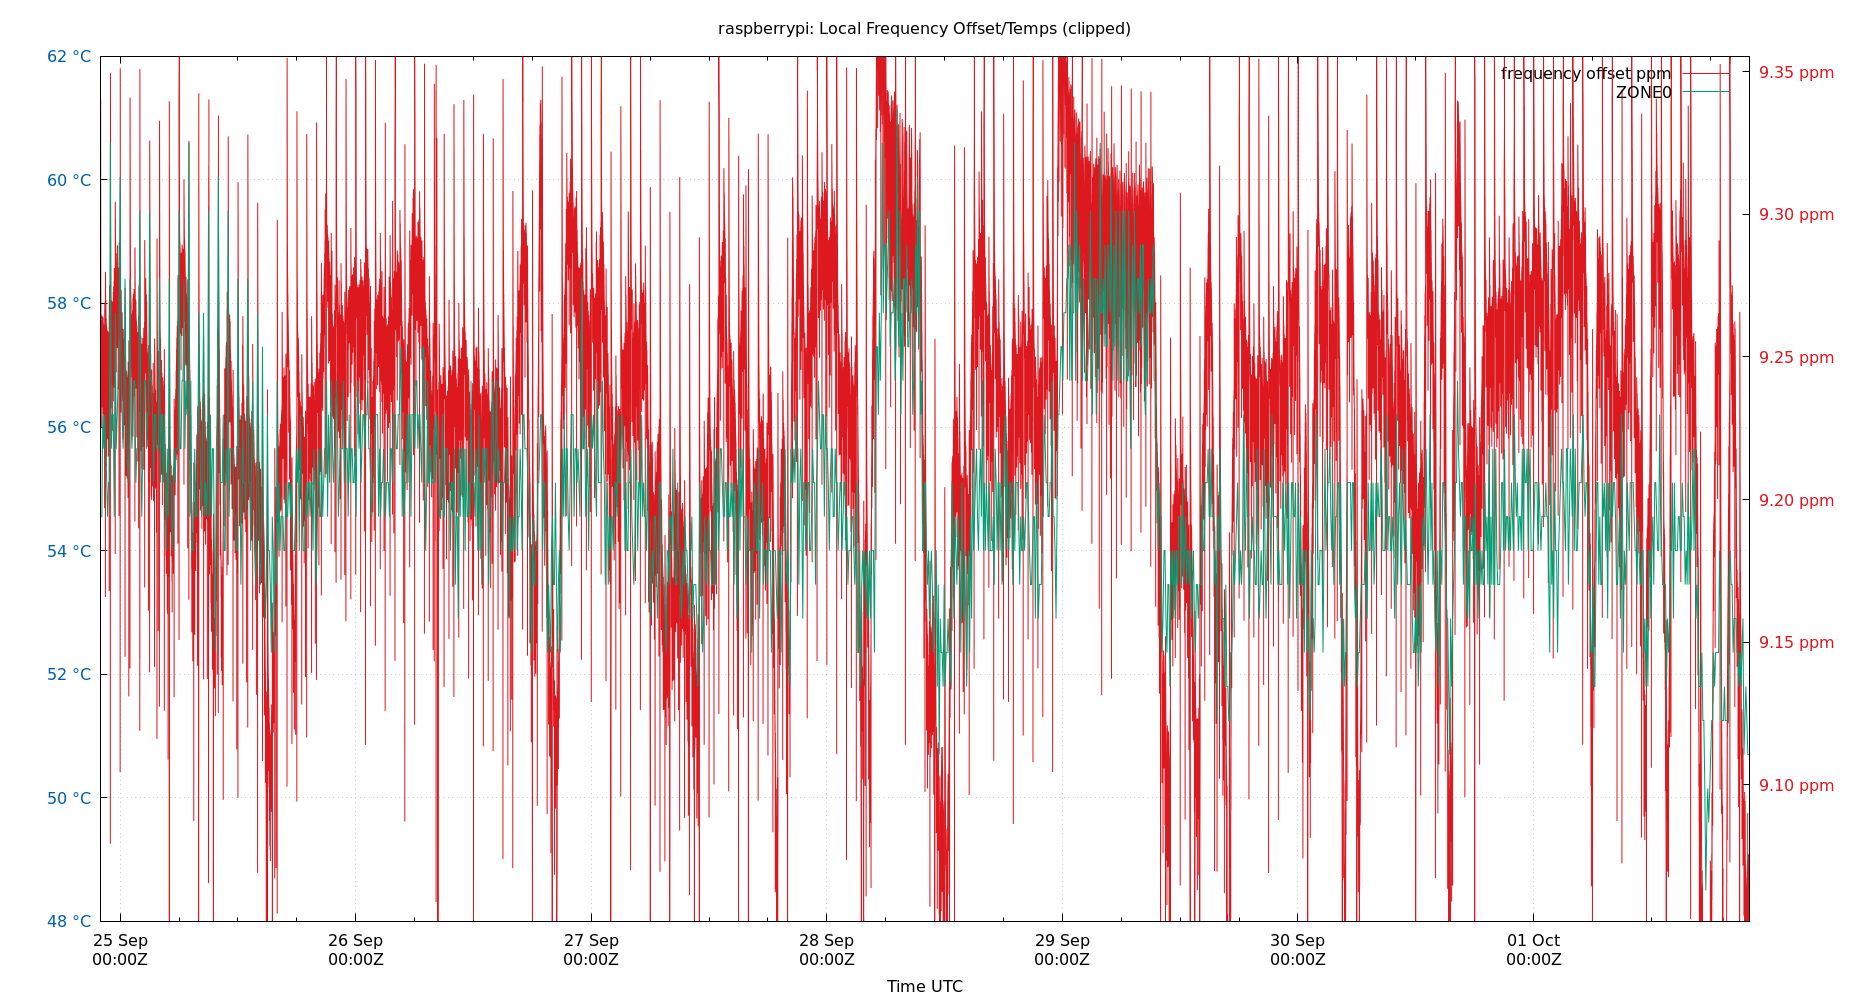 raspberrypi: Local Frequency Offset/Temps (clipped)
62 °C
60 °C
58 °C
56 °C
54 °C
52 °C
50 °C
48 °C
frequency offset ppm
ZONE0
9.35 ppm
9.30 ppm
9.25 ppm
9.20 ppm
9.15 ppm
9.10 ppm
25 Sep
00:00Z
26 Sep
00:00Z
27 Sep
00:00Z
28 Sep
00:00Z
29 Sep
00:00Z
30 Sep
00:00Z
01 Oct
00:00Z
Time UTC